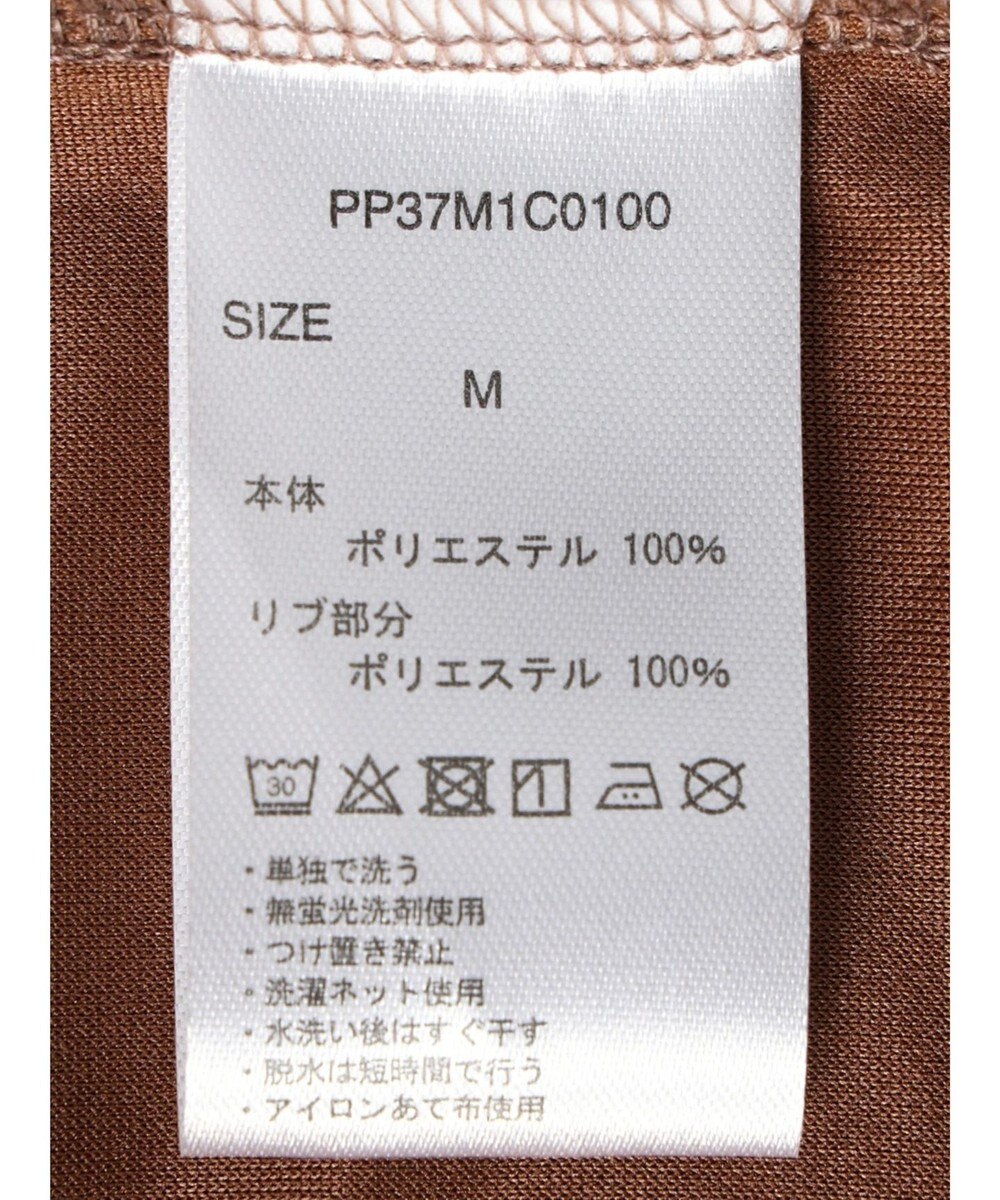 PP37M1C0100
SIZE
M
本体
ポリエステル 100%
リブ部分
ポリエステル 100%
30
・単独で洗う
・無蛍光洗剤使用
・つけ置き禁止
・洗濯ネット使用
・水洗い後はすぐ干す
・脱水は短時間で行う
・アイロンあて布使用